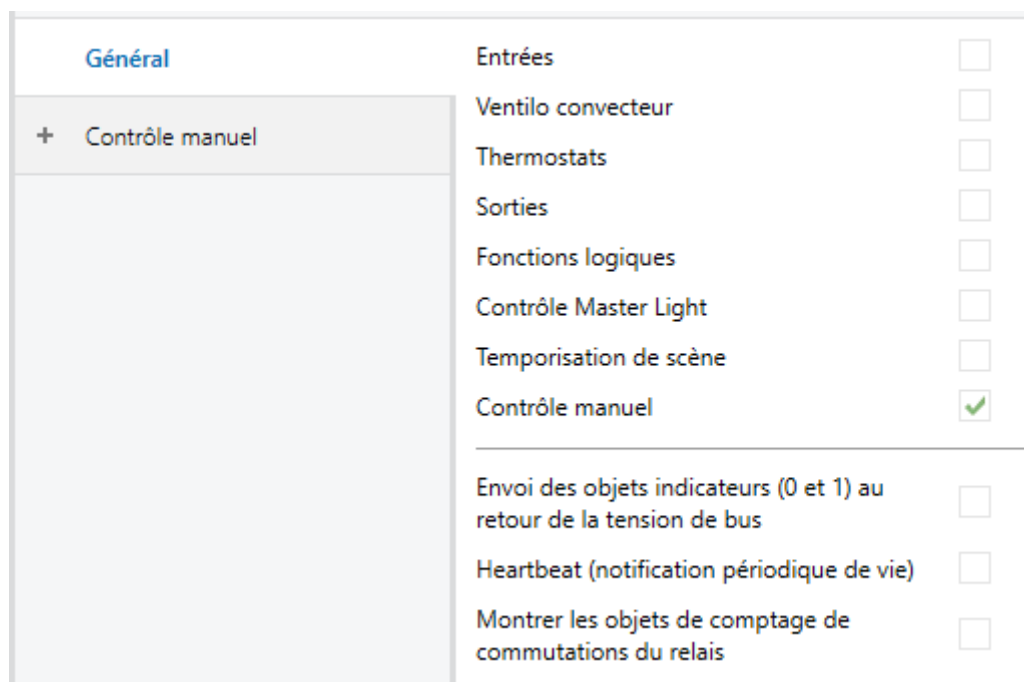 Général
+ Contrôle manuel
Entrées
Ventilo convecteur
Thermostats
Sorties
Fonctions logiques
Contrôle Master Light
Temporisation de scène
Contrôle manuel
Envoi des objets indicateurs (0 et 1) au
retour de la tension de bus
Heartbeat (notification périodique de vie)
Montrer les objets de comptage de
commutations du relais